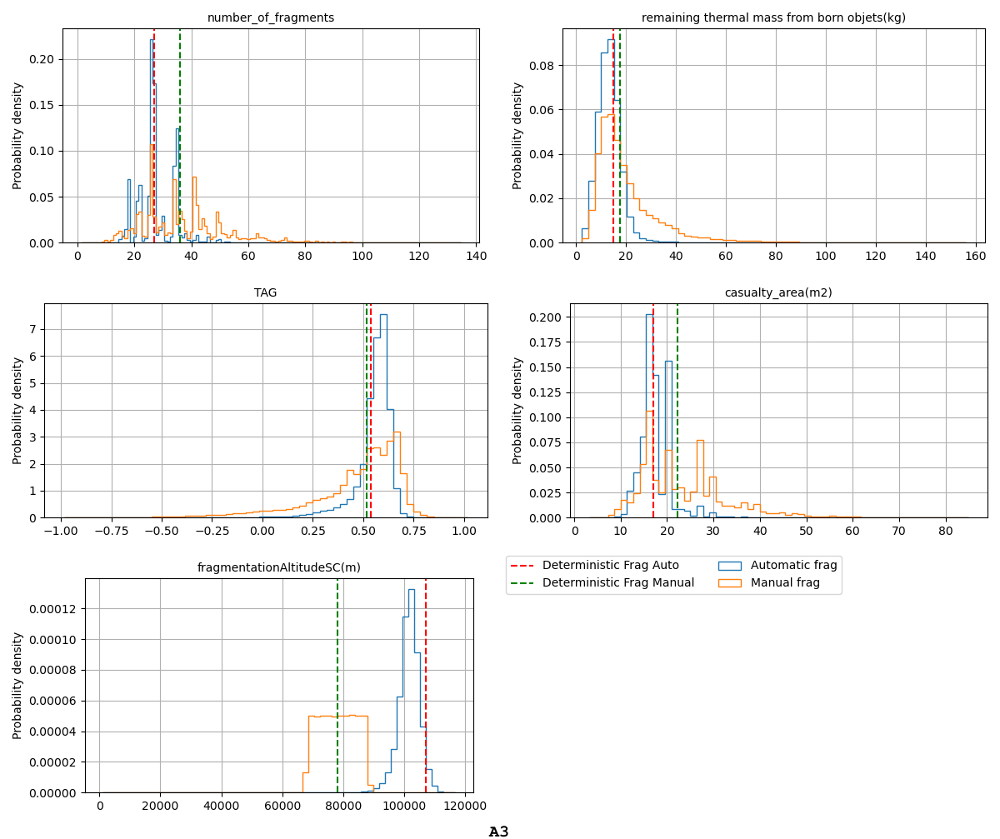 number_of_fragments
Probability density
0.20
0.15
0.10
0.05
0.00
0 20 40 60 80 100 120 140
remaining thermal mass from born objets(kg)
Probability density
0.08
0.06
0.04
0.02
0.00
0 20 40 60 80 100 120 140 160
TAG
Probability density
7
6
5
4
3
2
1
0
−1.00 −0.75 −0.50 −0.25 0.00 0.25 0.50 0.75 1.00
casualty_area(m2)
Probability density
0.200
0.175
0.150
0.125
0.100
0.075
0.050
0.025
0.000
0 10 20 30 40 50 60 70 80
fragmentationAltitudeSC(m)
Probability density
0.00012
0.00010
0.00008
0.00006
0.00004
0.00002
0.00000
0 20000 40000 60000 80000 100000 120000
Deterministic Frag Auto
Deterministic Frag Manual
Automatic frag
Manual frag
A3